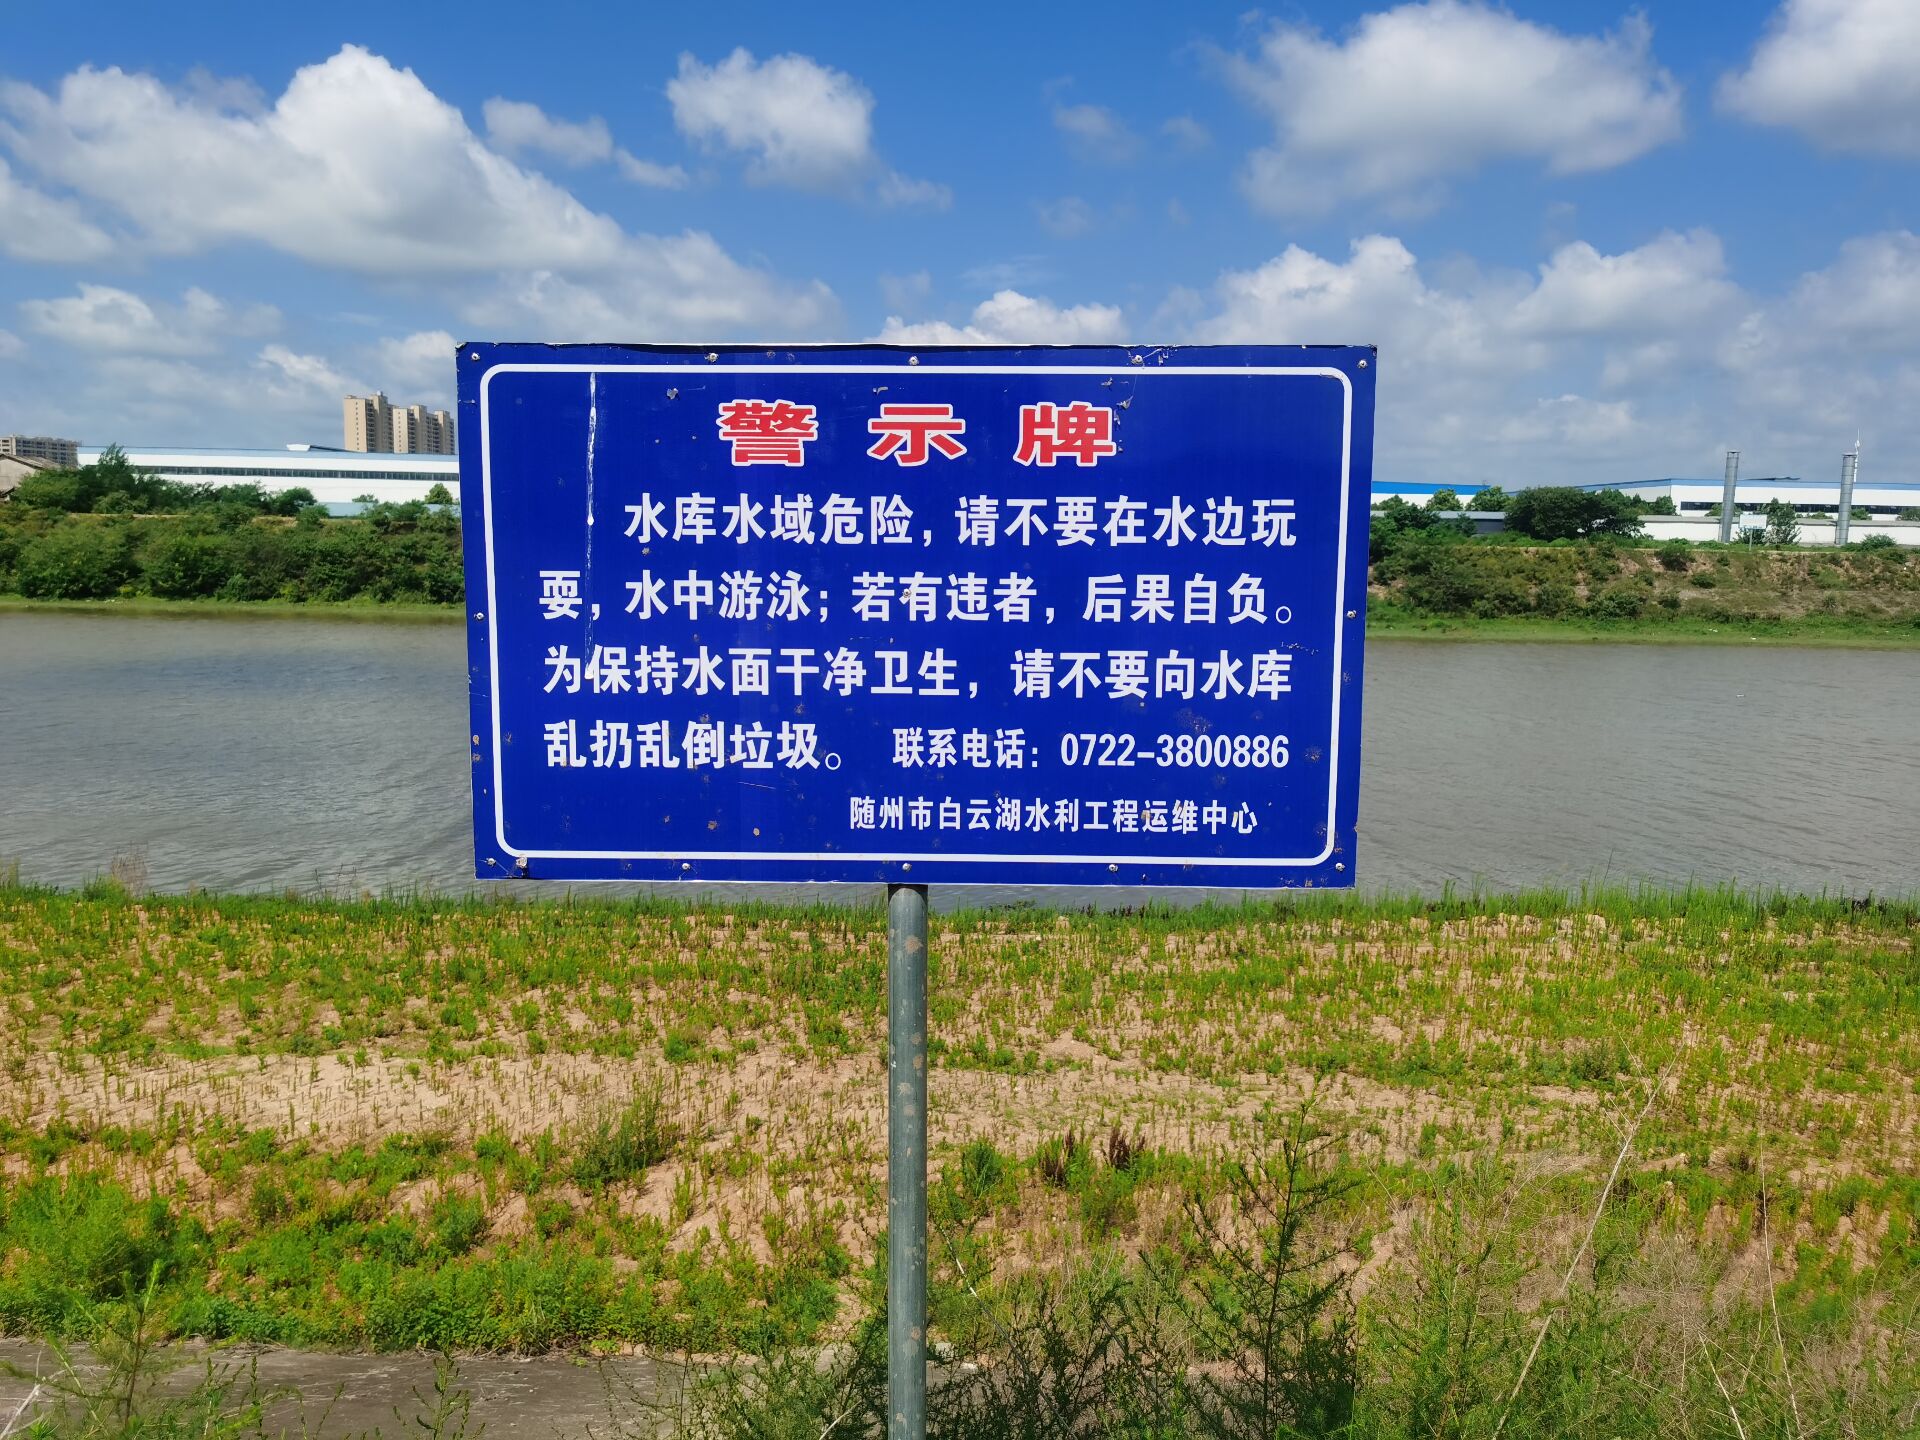 警示牌
水库水域危险，请不要在水边玩
耍，水中游泳；若有违者，后果自负。
为保持水面干净卫生，请不要向水库
乱扔乱倒垃圾。 联系电话：0722-3800886
随州市白云湖水利工程运维中心